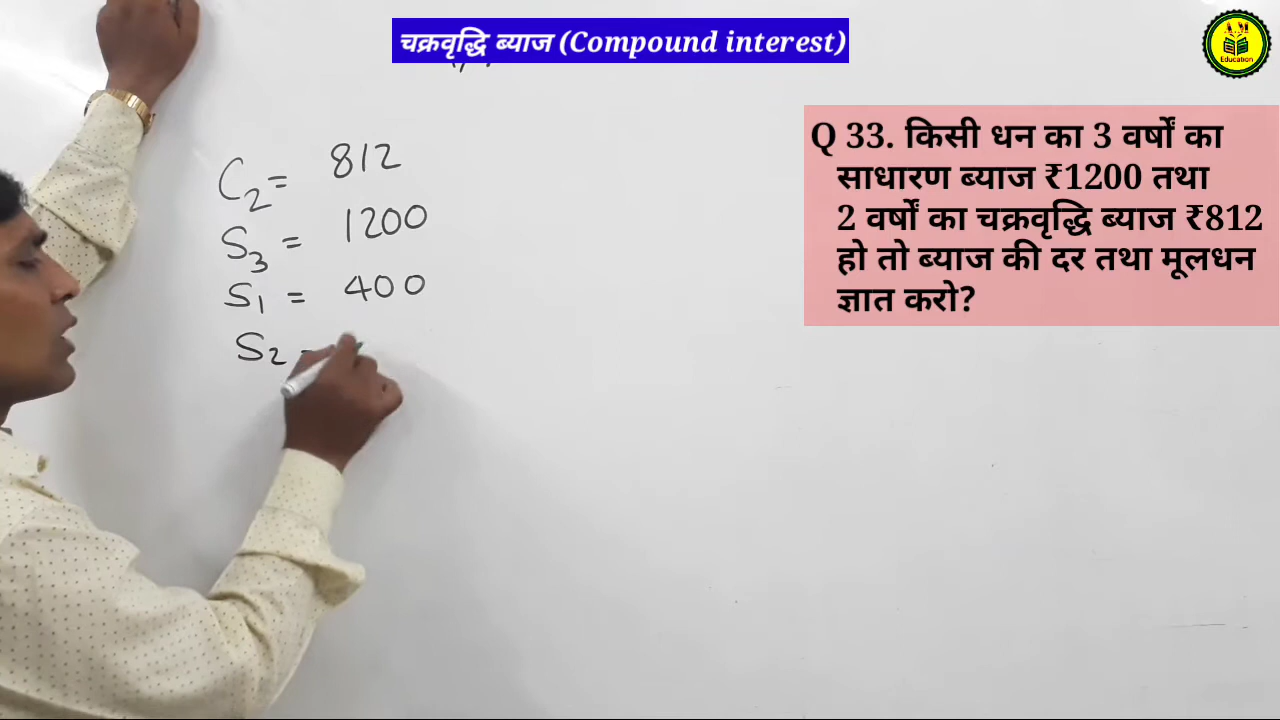 चक्रवृद्धि ब्याज (Compound interest)
Education
Q 33. किसी धन का 3 वर्षों का
साधारण ब्याज ₹1200 तथा
2 वर्षों का चक्रवृद्धि ब्याज ₹812
हो तो ब्याज की दर तथा मूलधन
ज्ञात करो?
C2 = 812
S3 = 1200
S1 = 400
S2 =